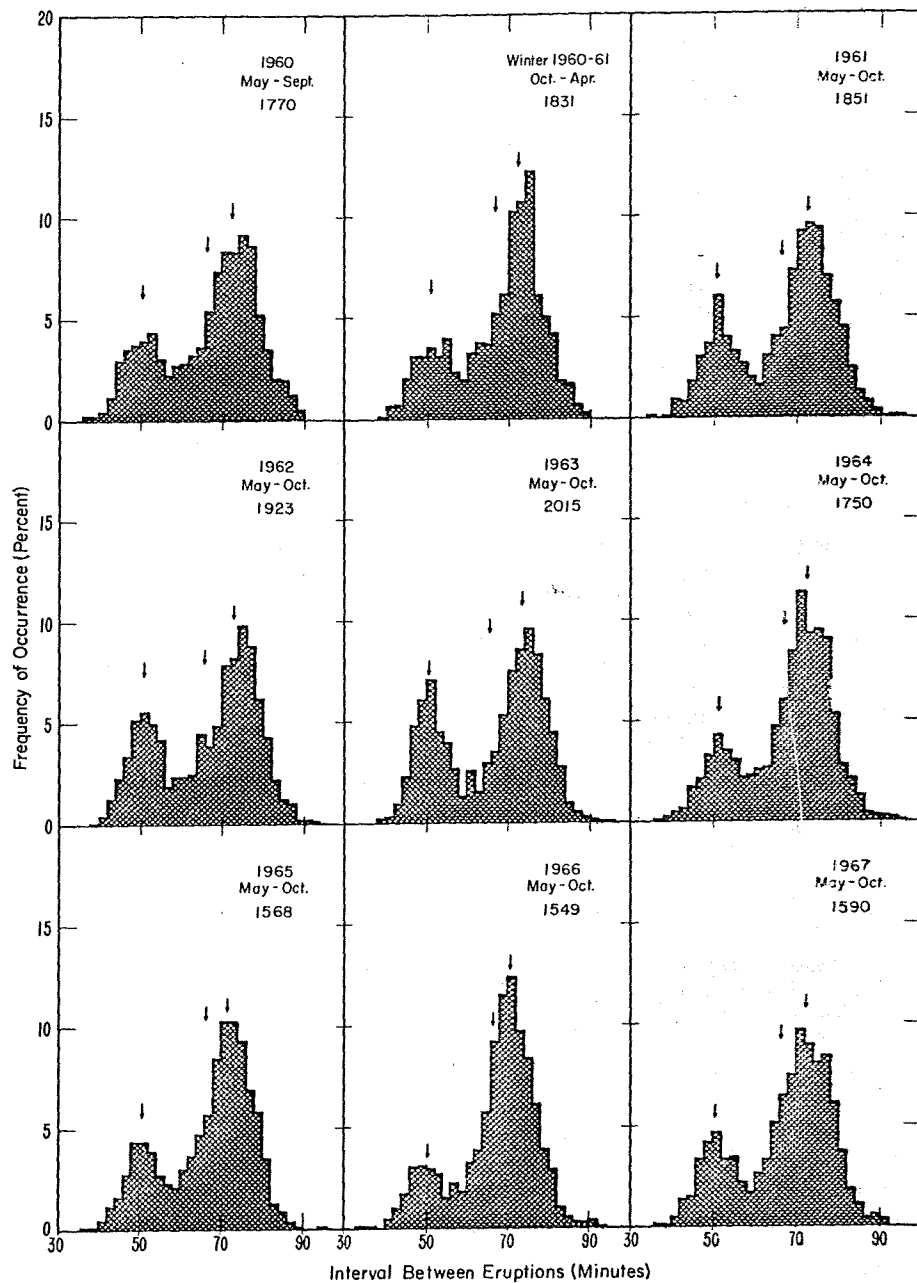 20
15
10
5
0
1960
May - Sept.
1770
Winter 1960-61
Oct. - Apr.
1831
1961
May - Oct.
1851
20
15
10
5
0
1962
May - Oct.
1923
1963
May - Oct.
2015
1964
May - Oct.
1750
15
10
5
0
1965
May - Oct.
1568
1966
May - Oct.
1549
1967
May - Oct.
1590
30 50 70 90 30 50 70 90 30 50 70 90
Frequency of Occurrence (Percent)
Interval Between Eruptions (Minutes)